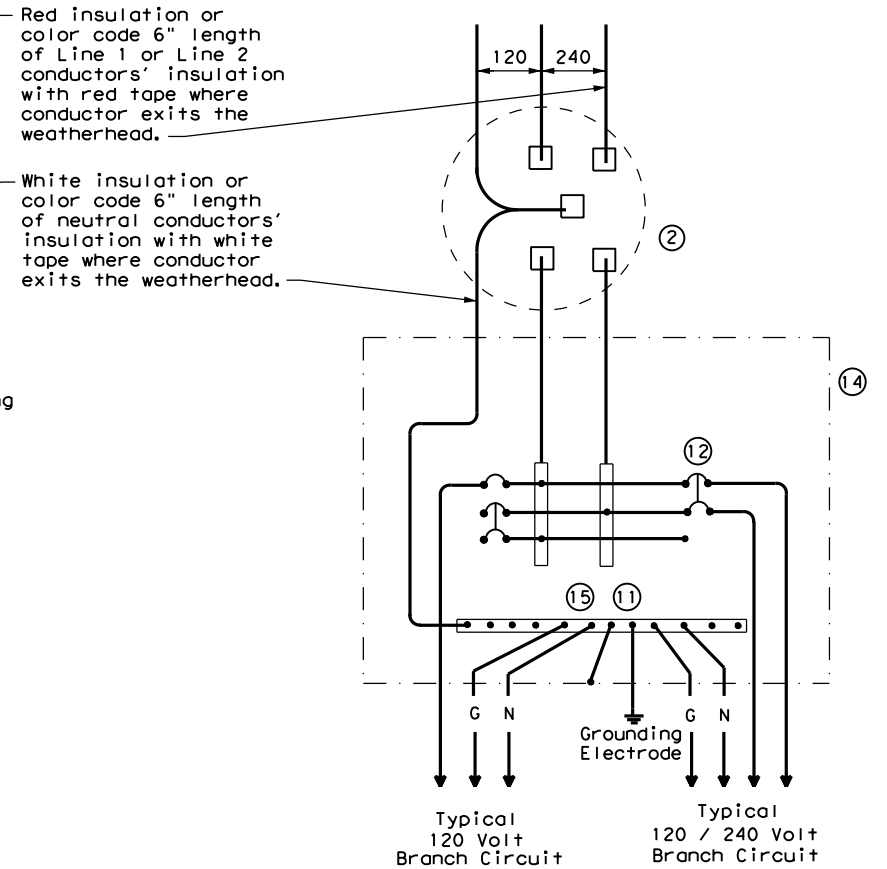 Red insulation or
color code 6" length
of Line 1 or Line 2
conductors' insulation
with red tape where
conductor exits the
weatherhead.
120
240
White insulation or
color code 6" length
of neutral conductors'
insulation with white
tape where conductor
exits the weatherhead.
2
14
12
15
11
G
N
Grounding
Electrode
G
N
Typical
120 Volt
Branch Circuit
Typical
120 / 240 Volt
Branch Circuit